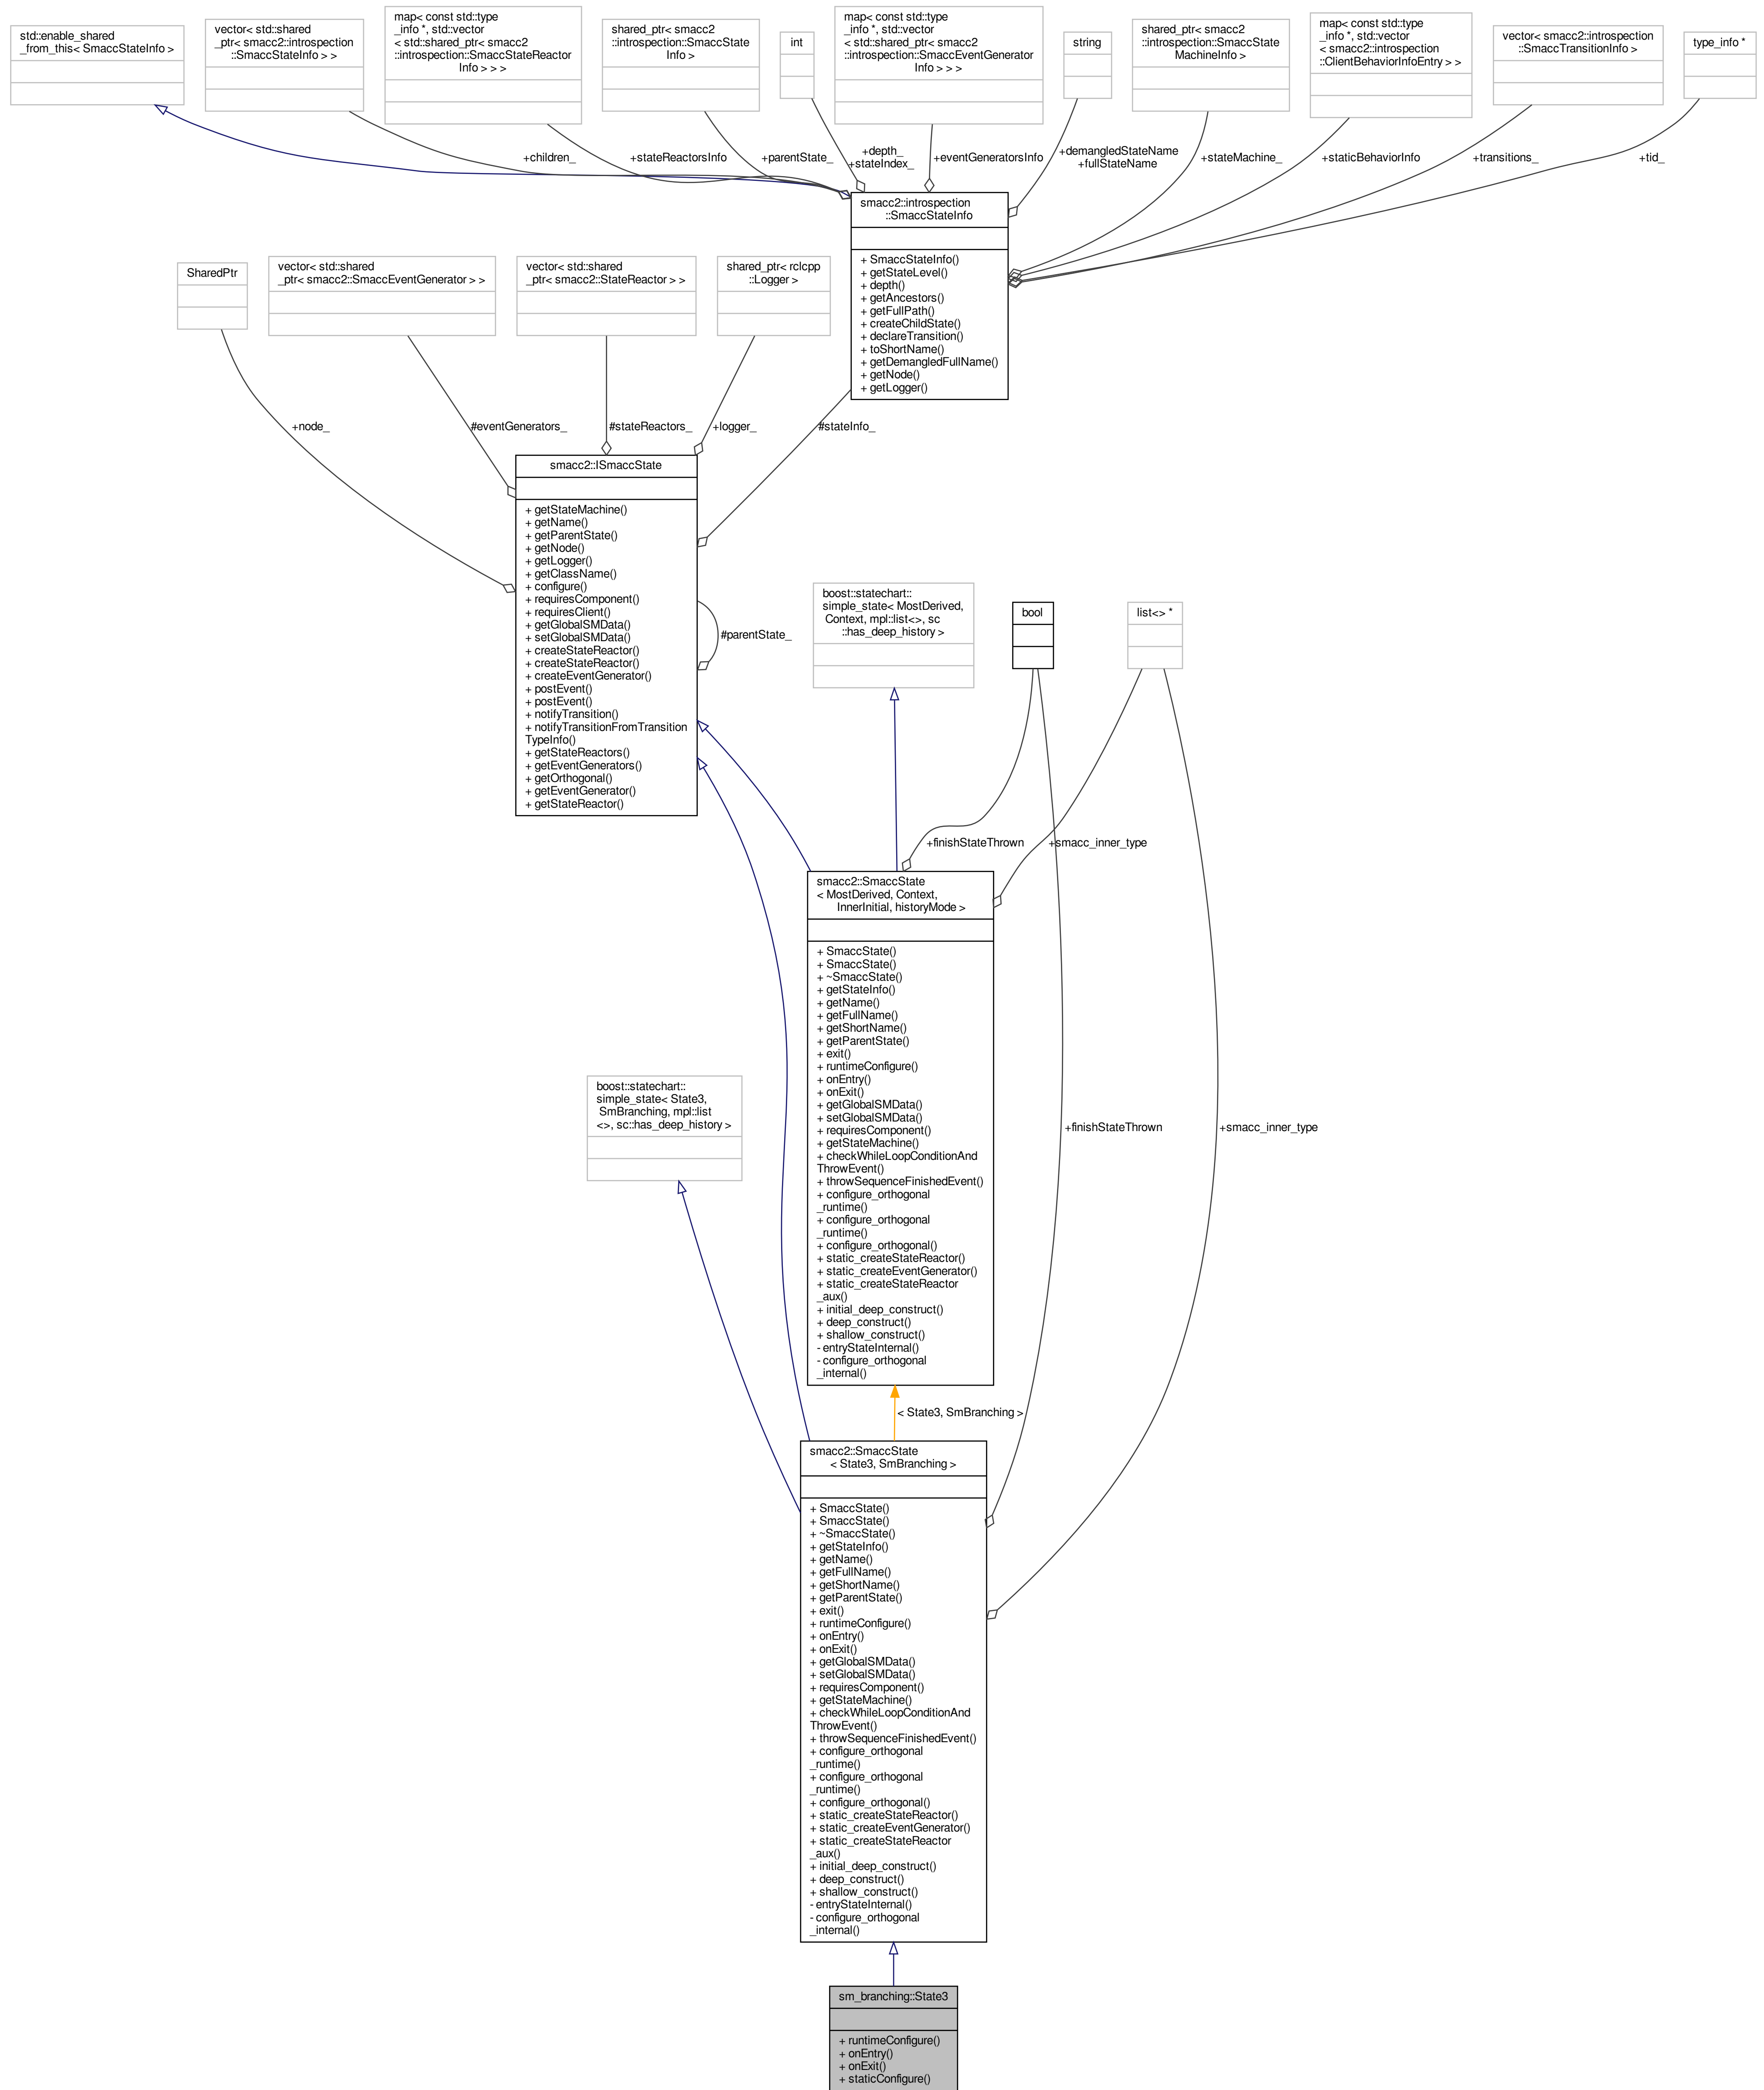 std::enable_shared
_from_this< SmaccStateInfo >
vector< std::shared
_ptr< smacc2::introspection
::SmaccStateInfo > >
map< const std::type
_info *, std::vector
< std::shared_ptr< smacc2
::introspection::SmaccStateReactor
Info > > >
shared_ptr< smacc2
::introspection::SmaccState
Info >
int
map< const std::type
_info *, std::vector
< std::shared_ptr< smacc2
::introspection::SmaccEventGenerator
Info > > >
string
shared_ptr< smacc2
::introspection::SmaccState
MachineInfo >
map< const std::type
_info *, std::vector
< smacc2::introspection
::ClientBehaviorInfoEntry > >
vector< smacc2::introspection
::SmaccTransitionInfo >
type_info *
+children_
+stateReactorsInfo
+parentState_
+depth_
+stateIndex_
+eventGeneratorsInfo
+demangledStateName
+fullStateName
+stateMachine_
+staticBehaviorInfo
+transitions_
+tid_
smacc2::introspection
::SmaccStateInfo
+ SmaccStateInfo()
+ getStateLevel()
+ depth()
+ getAncestors()
+ getFullPath()
+ createChildState()
+ declareTransition()
+ toShortName()
+ getDemangledFullName()
+ getNode()
+ getLogger()
SharedPtr
vector< std::shared
_ptr< smacc2::SmaccEventGenerator > >
vector< std::shared
_ptr< smacc2::StateReactor > >
shared_ptr< rclcpp
::Logger >
+node_
#eventGenerators_
#stateReactors_
+logger_
#stateInfo_
smacc2::ISmaccState
+ getStateMachine()
+ getName()
+ getParentState()
+ getNode()
+ getLogger()
+ getClassName()
+ configure()
+ requiresComponent()
+ requiresClient()
+ getGlobalSMData()
+ setGlobalSMData()
+ createStateReactor()
+ createStateReactor()
+ createEventGenerator()
+ postEvent()
+ postEvent()
+ notifyTransition()
+ notifyTransitionFromTransition
TypeInfo()
+ getStateReactors()
+ getEventGenerators()
+ getOrthogonal()
+ getEventGenerator()
+ getStateReactor()
#parentState_
boost::statechart::
simple_state< MostDerived,
Context, mpl::list<>, sc
::has_deep_history >
bool
list<> *
+finishStateThrown
+smacc_inner_type
smacc2::SmaccState
< MostDerived, Context,
InnerInitial, historyMode >
+ SmaccState()
+ SmaccState()
+ ~SmaccState()
+ getStateInfo()
+ getName()
+ getFullName()
+ getShortName()
+ getParentState()
+ exit()
+ runtimeConfigure()
+ onEntry()
+ onExit()
+ getGlobalSMData()
+ setGlobalSMData()
+ requiresComponent()
+ getStateMachine()
+ checkWhileLoopConditionAnd
ThrowEvent()
+ throwSequenceFinishedEvent()
+ configure_orthogonal
_runtime()
+ configure_orthogonal
_runtime()
+ configure_orthogonal()
+ static_createStateReactor()
+ static_createEventGenerator()
+ static_createStateReactor
_aux()
+ initial_deep_construct()
+ deep_construct()
+ shallow_construct()
- entryStateInternal()
- configure_orthogonal
_internal()
boost::statechart::
simple_state< State3,
SmBranching, mpl::list
<>, sc::has_deep_history >
+finishStateThrown
+smacc_inner_type
< State3, SmBranching >
smacc2::SmaccState
< State3, SmBranching >
+ SmaccState()
+ SmaccState()
+ ~SmaccState()
+ getStateInfo()
+ getName()
+ getFullName()
+ getShortName()
+ getParentState()
+ exit()
+ runtimeConfigure()
+ onEntry()
+ onExit()
+ getGlobalSMData()
+ setGlobalSMData()
+ requiresComponent()
+ getStateMachine()
+ checkWhileLoopConditionAnd
ThrowEvent()
+ throwSequenceFinishedEvent()
+ configure_orthogonal
_runtime()
+ configure_orthogonal
_runtime()
+ configure_orthogonal()
+ static_createStateReactor()
+ static_createEventGenerator()
+ static_createStateReactor
_aux()
+ initial_deep_construct()
+ deep_construct()
+ shallow_construct()
- entryStateInternal()
- configure_orthogonal
_internal()
sm_branching::State3
+ runtimeConfigure()
+ onEntry()
+ onExit()
+ staticConfigure()